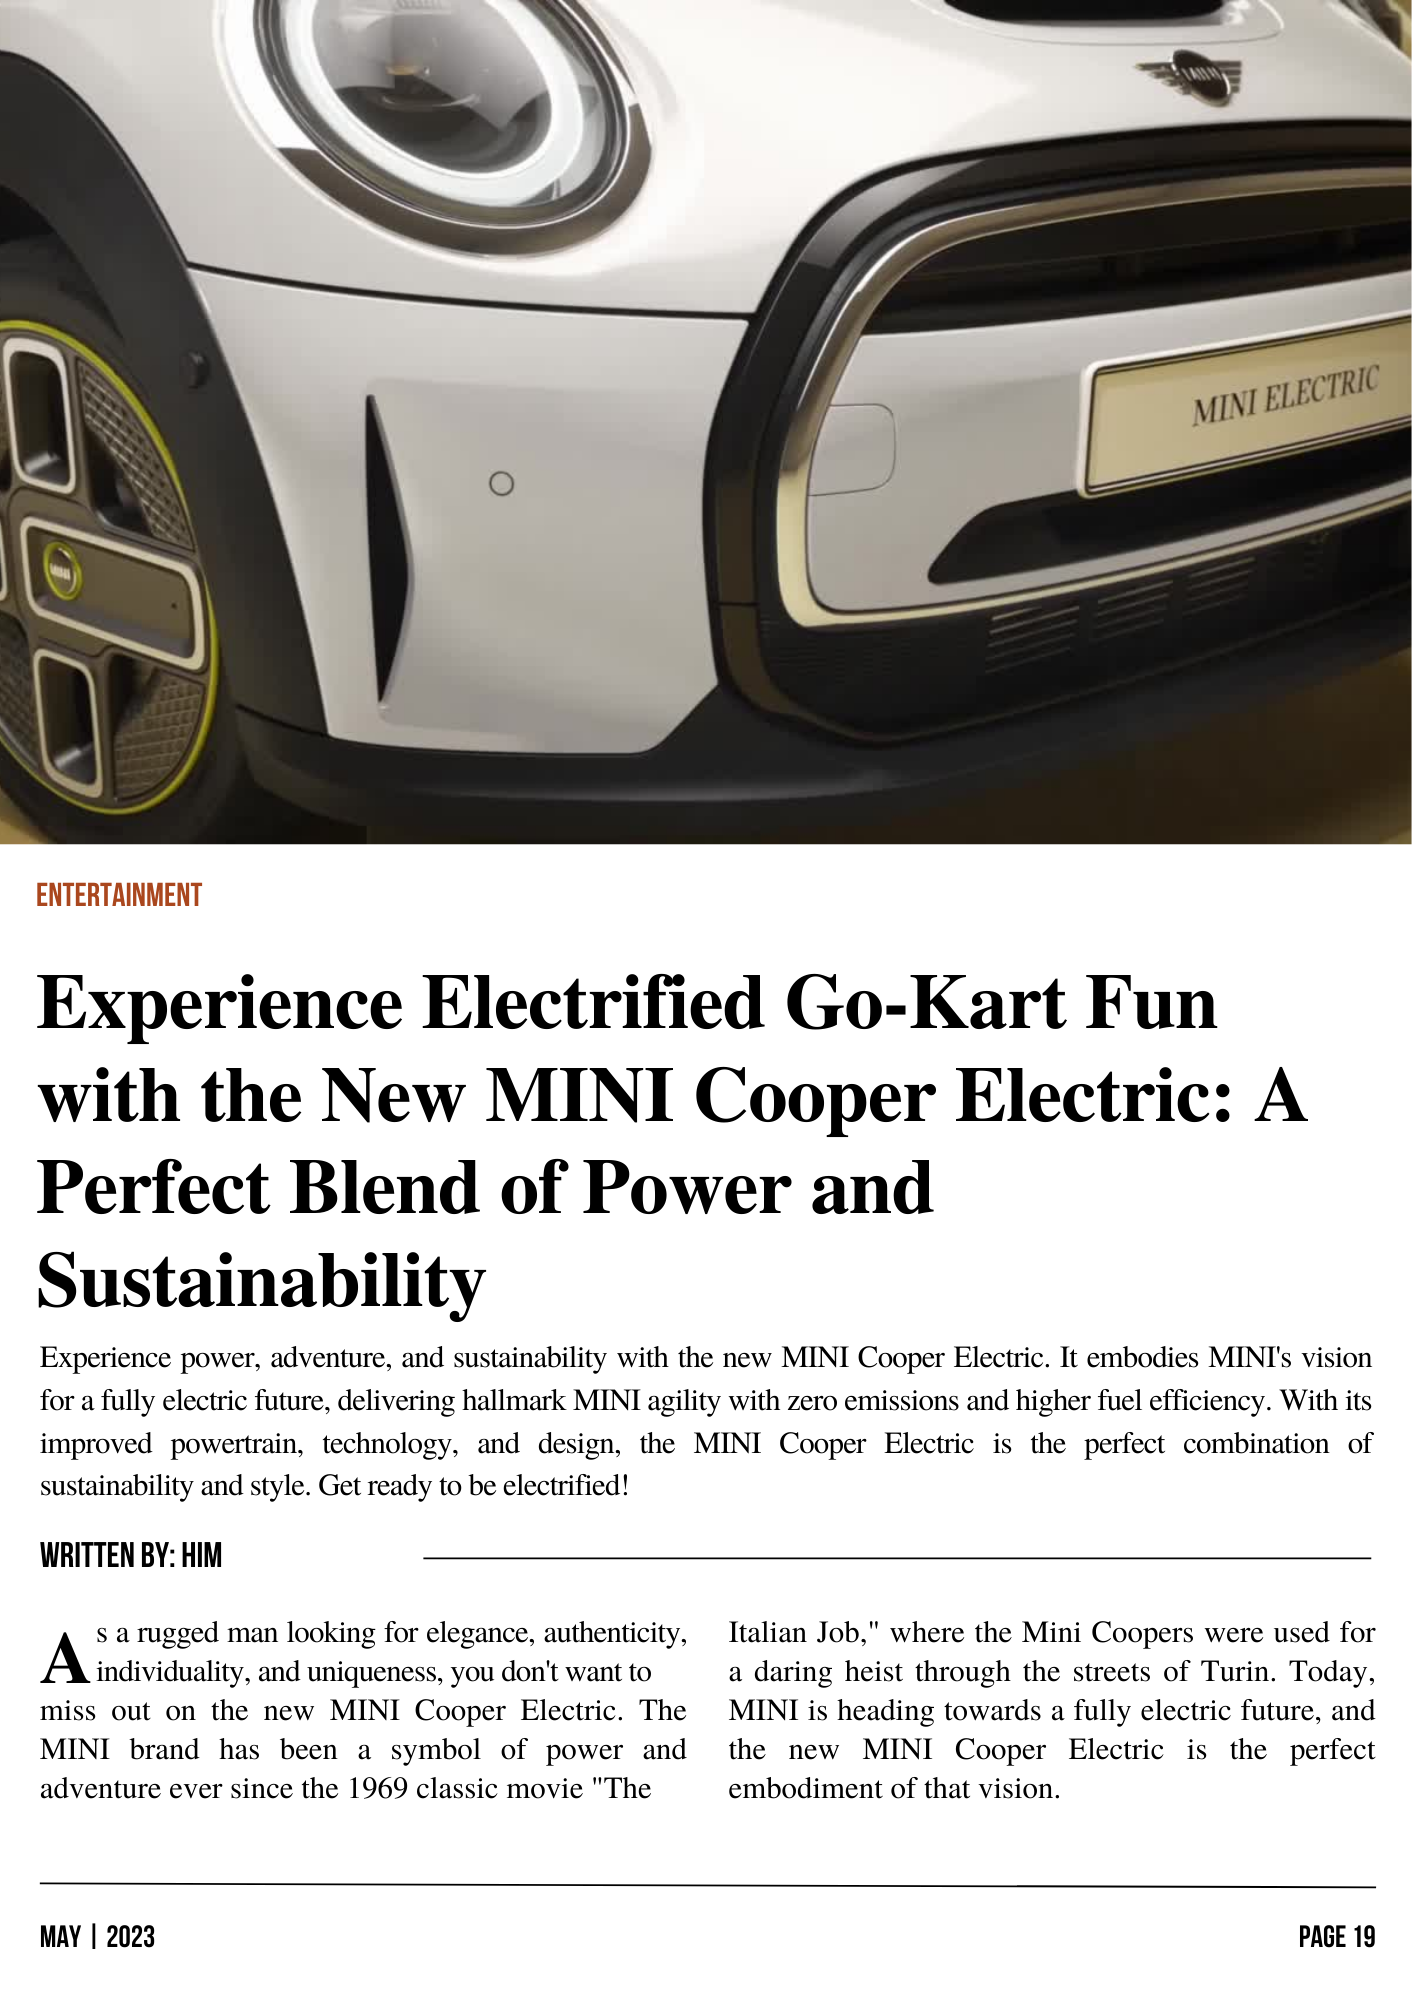 MINI
MINI ELECTRIC
MINI
ENTERTAINMENT
Experience Electrified Go-Kart Fun
with the New MINI Cooper Electric: A
Perfect Blend of Power and
Sustainability
Experience power, adventure, and sustainability with the new MINI Cooper Electric. It embodies MINI's vision
for a fully electric future, delivering hallmark MINI agility with zero emissions and higher fuel efficiency. With its
improved powertrain, technology, and design, the MINI Cooper Electric is the perfect combination of
sustainability and style. Get ready to be electrified!
WRITTEN BY: HIM
As a rugged man looking for elegance, authenticity,
individuality, and uniqueness, you don't want to
miss out on the new MINI Cooper Electric. The
MINI brand has been a symbol of power and
adventure ever since the 1969 classic movie "The
Italian Job," where the Mini Coopers were used for
a daring heist through the streets of Turin. Today,
MINI is heading towards a fully electric future, and
the new MINI Cooper Electric is the perfect
embodiment of that vision.
MAY | 2023
PAGE 19